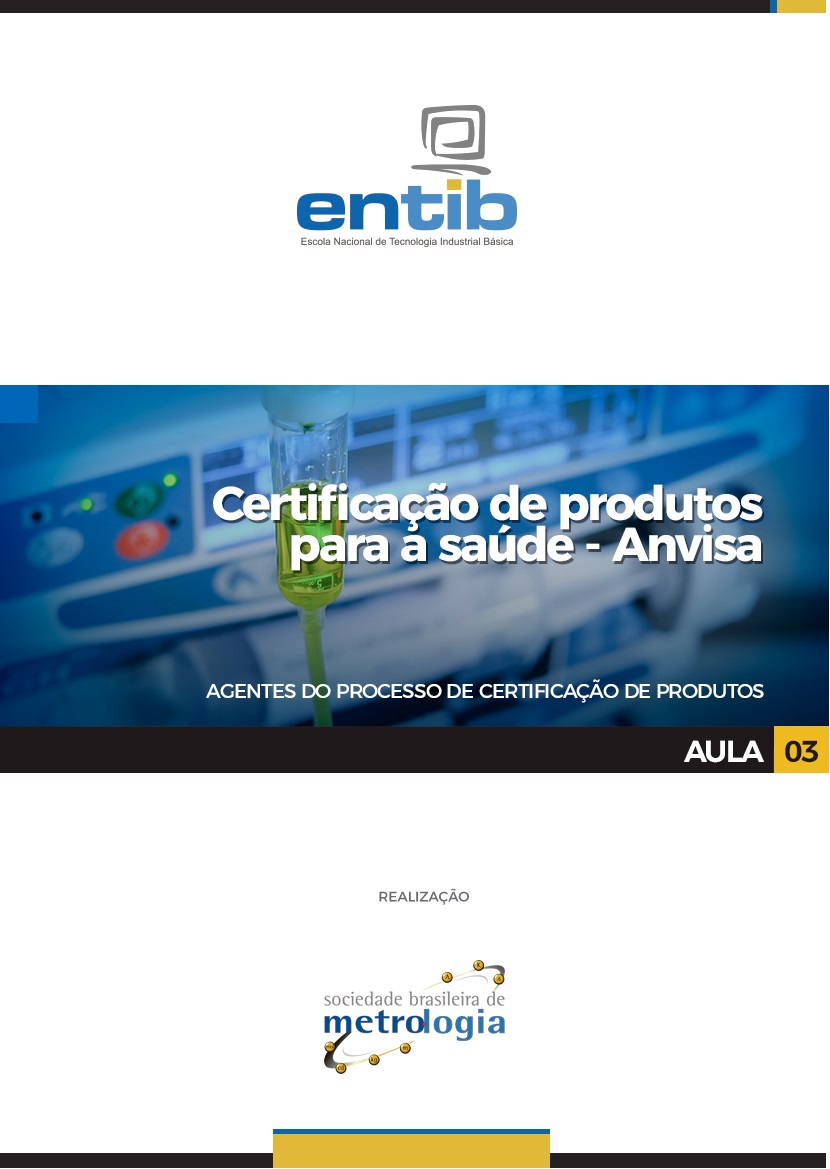 entib
Escola Nacional de Tecnologia Industrial Básica
Certificação de produtos
para a saúde - Anvisa
AGENTES DO PROCESSO DE CERTIFICAÇÃO DE PRODUTOS
AULA 03
REALIZAÇÃO
sociedade brasileira de
metrologia